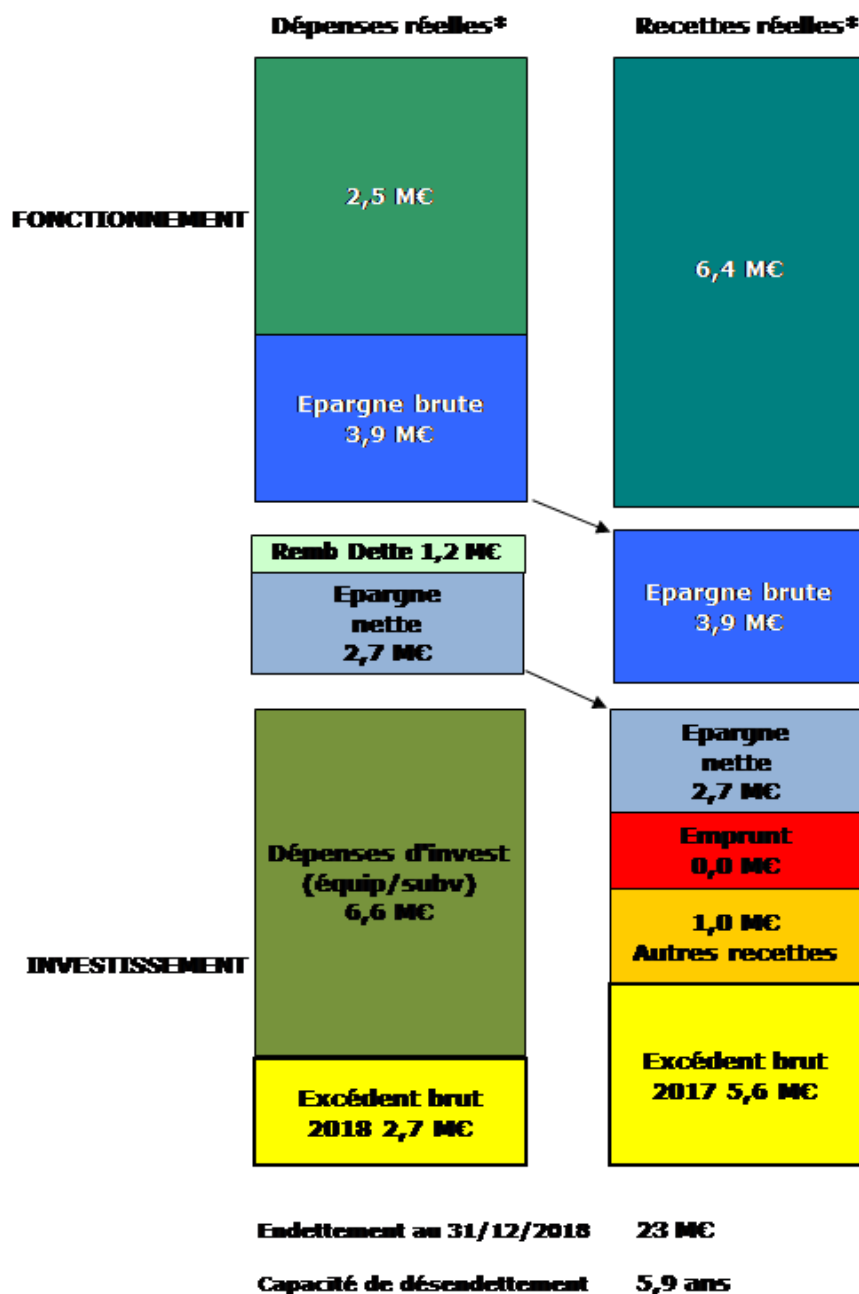 Dépenses réelles* Recettes réelles*
FONCTIONNEMENT
2,5 M€
6,4 M€
Epargne brute
3,9 M€
Remb Dette 1,2 M€
Epargne
nette
2,7 M€
Epargne brute
3,9 M€
INVESTISSEMENT
Dépenses d'invest
(équip/subv)
6,6 M€
Excédent brut
2018 2,7 M€
Epargne
nette
2,7 M€
Emprunt
0,0 M€
1,0 M€
Autres recettes
Excédent brut
2017 5,6 M€
Endettement au 31/12/2018 23 M€
Capacité de désendettement 5,9 ans